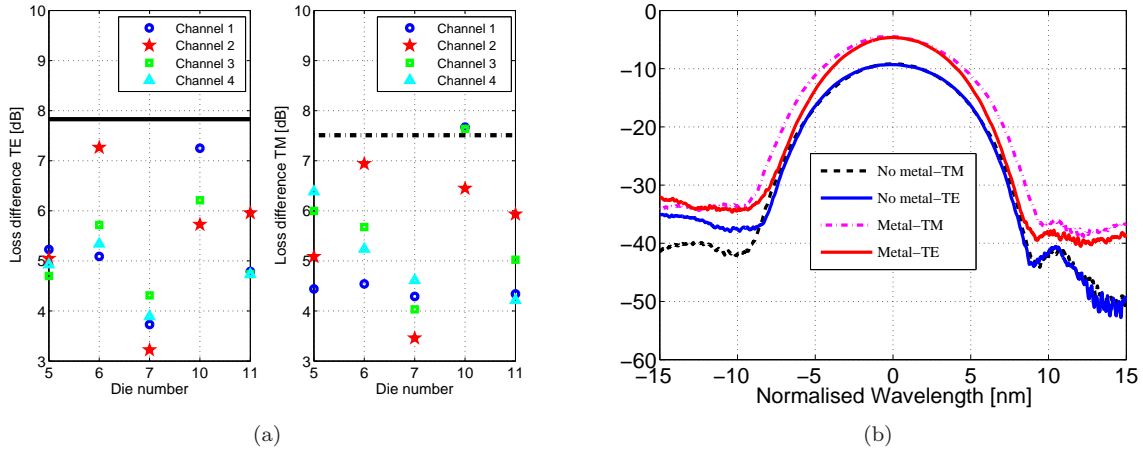 10
9
8
7
6
5
4
3
Loss difference TE [dB]
5 6 7 10 11
Die number
Channel 1
Channel 2
Channel 3
Channel 4
10
9
8
7
6
5
4
3
Loss difference TM [dB]
5 6 7 10 11
Die number
Channel 1
Channel 2
Channel 3
Channel 4
(a)
0
−10
−20
−30
−40
−50
−60
−15 −10 −5 0 5 10 15
Normalised Wavelength [nm]
No metal−TM
No metal−TE
Metal−TM
Metal−TE
(b)